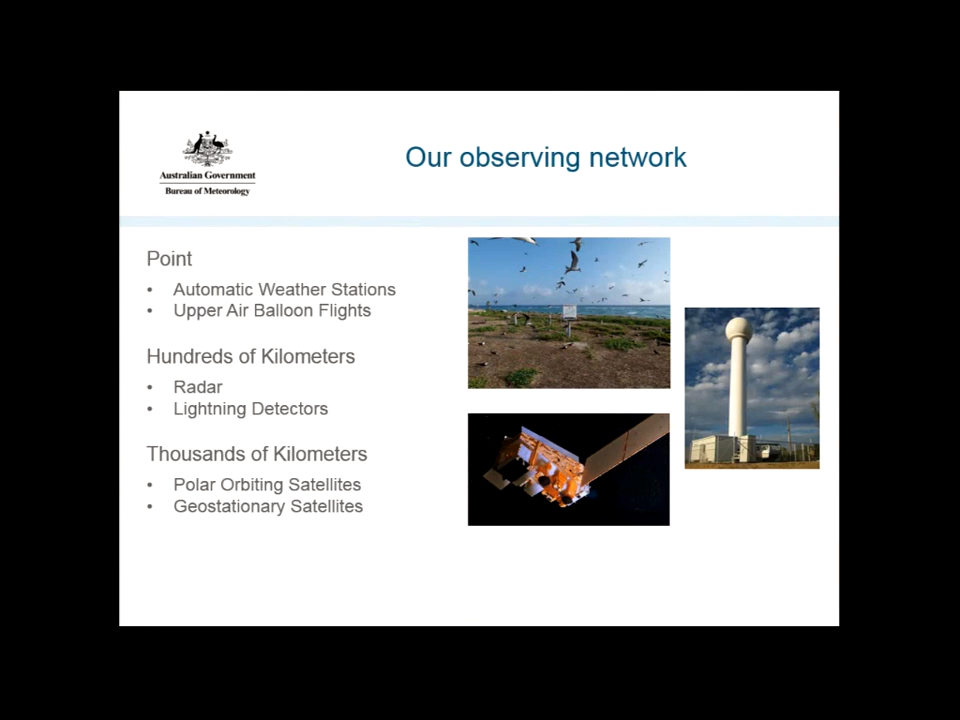 Australian Government
Bureau of Meteorology
Our observing network
Point
• Automatic Weather Stations
• Upper Air Balloon Flights
Hundreds of Kilometers
• Radar
• Lightning Detectors
Thousands of Kilometers
• Polar Orbiting Satellites
• Geostationary Satellites